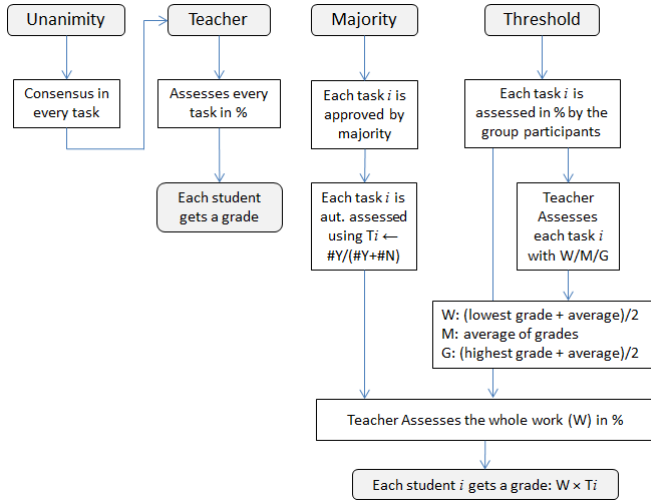 Unanimity
Teacher
Majority
Threshold
Consensus in
every task
Assesses every
task in %
Each task i is
approved by
majority
Each task i is
assessed in % by the
group participants
Each student
gets a grade
Each task i is
aut. assessed
using Ti ←
#Y/(#Y+#N)
Teacher
Assesses
each task i
with W/M/G
W: (lowest grade + average)/2
M: average of grades
G: (highest grade + average)/2
Teacher Assesses the whole work (W) in %
Each student i gets a grade: W × Ti